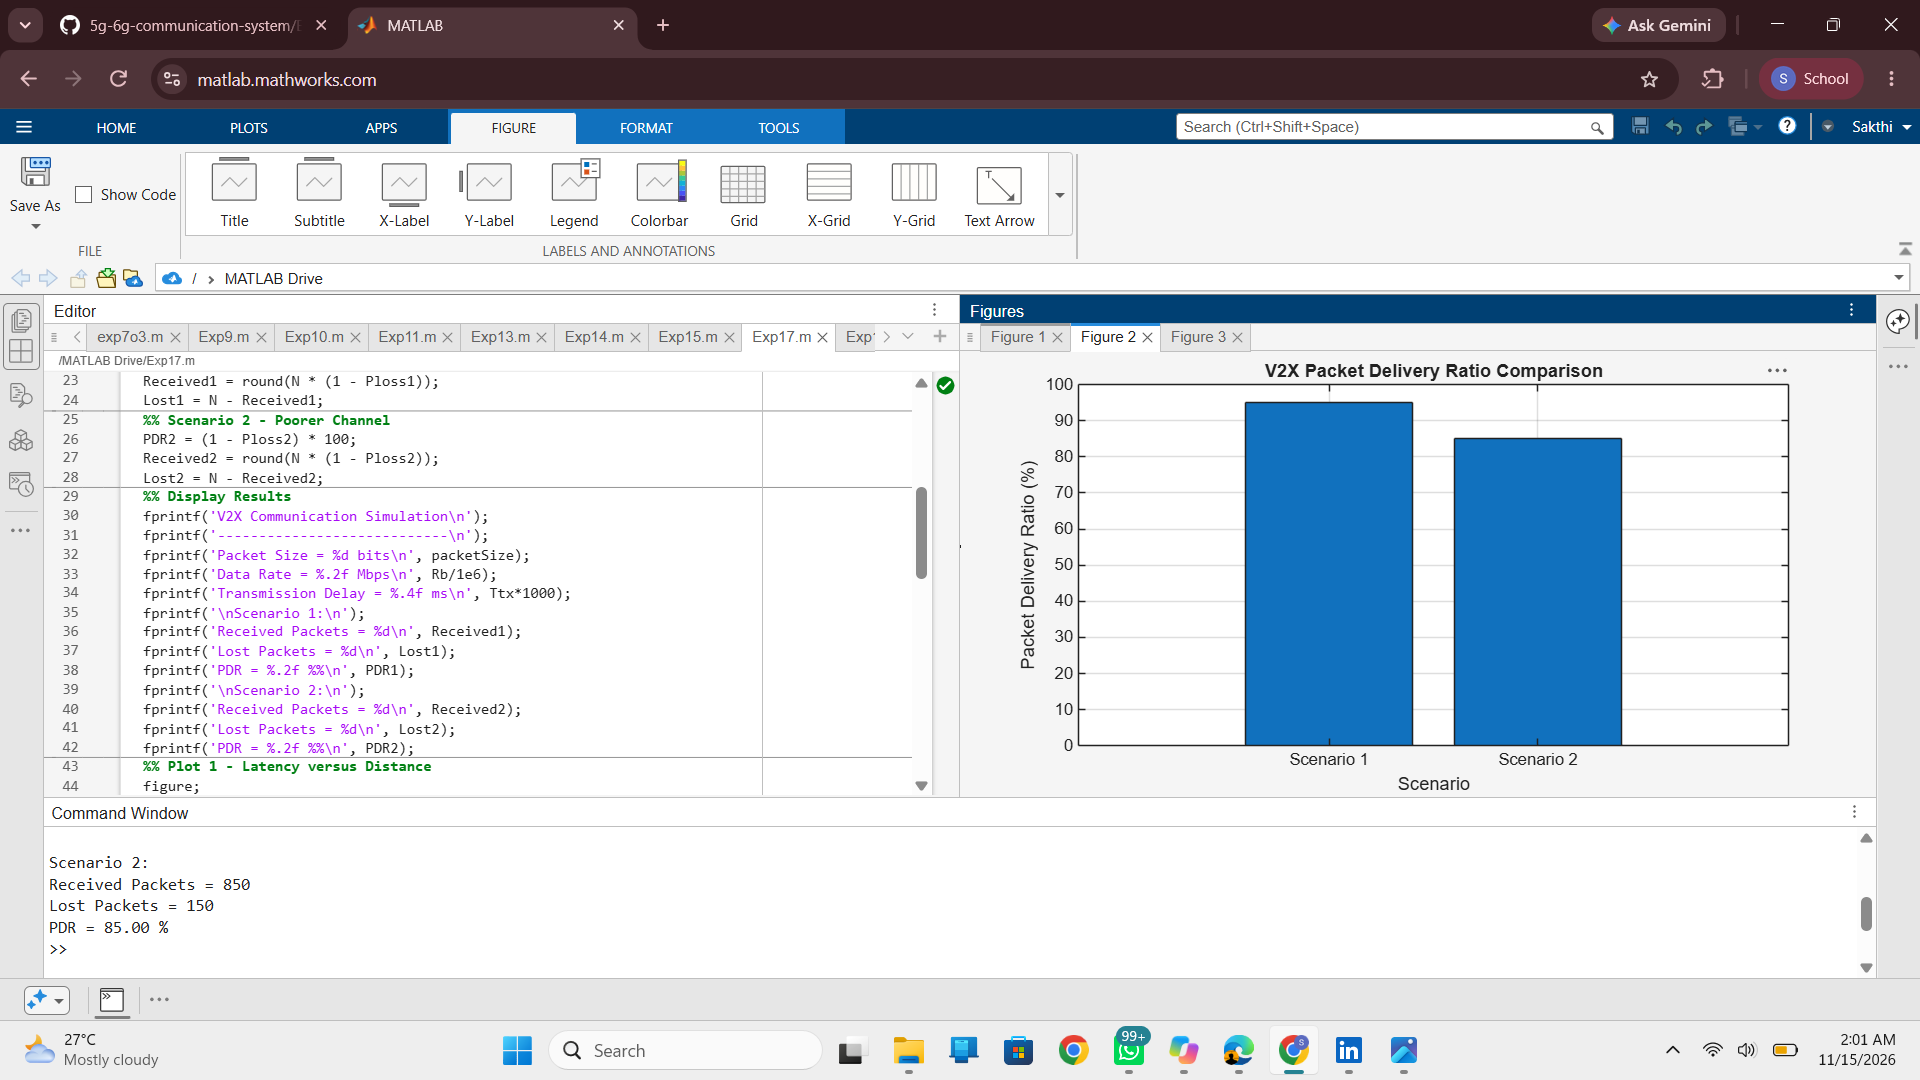 5g-6g-communication-system/
MATLAB
Ask Gemini
matlab.mathworks.com
S School
HOME PLOTS APPS FIGURE FORMAT TOOLS
Search (Ctrl+Shift+Space)
Sakthi
Save As
Show Code
Title Subtitle X-Label Y-Label Legend Colorbar Grid X-Grid Y-Grid Text Arrow
FILE
LABELS AND ANNOTATIONS
/ > MATLAB Drive
Editor
exp7o3.m Exp9.m Exp10.m Exp11.m Exp13.m Exp14.m Exp15.m Exp17.m Exp
/MATLAB Drive/Exp17.m
23 Received1 = round(N * (1 - Ploss1));
24 Lost1 = N - Received1;
25 %% Scenario 2 - Poorer Channel
26 PDR2 = (1 - Ploss2) * 100;
27 Received2 = round(N * (1 - Ploss2));
28 Lost2 = N - Received2;
29 %% Display Results
30 fprintf('V2X Communication Simulation\n');
31 fprintf('----------------------------\n');
32 fprintf('Packet Size = %d bits\n', packetSize);
33 fprintf('Data Rate = %.2f Mbps\n', Rb/1e6);
34 fprintf('Transmission Delay = %.4f ms\n', Ttx*1000);
35 fprintf('\nScenario 1:\n');
36 fprintf('Received Packets = %d\n', Received1);
37 fprintf('Lost Packets = %d\n', Lost1);
38 fprintf('PDR = %.2f %%\n', PDR1);
39 fprintf('\nScenario 2:\n');
40 fprintf('Received Packets = %d\n', Received2);
41 fprintf('Lost Packets = %d\n', Lost2);
42 fprintf('PDR = %.2f %%\n', PDR2);
43 %% Plot 1 - Latency versus Distance
44 figure;
Figures
Figure 1 Figure 2 Figure 3
V2X Packet Delivery Ratio Comparison
Packet Delivery Ratio (%)
100
90
80
70
60
50
40
30
20
10
0
Scenario 1 Scenario 2
Scenario
Command Window
Scenario 2:
Received Packets = 850
Lost Packets = 150
PDR = 85.00 %
>>
27°C
Mostly cloudy
Search
99+
2:01 AM
11/15/2026